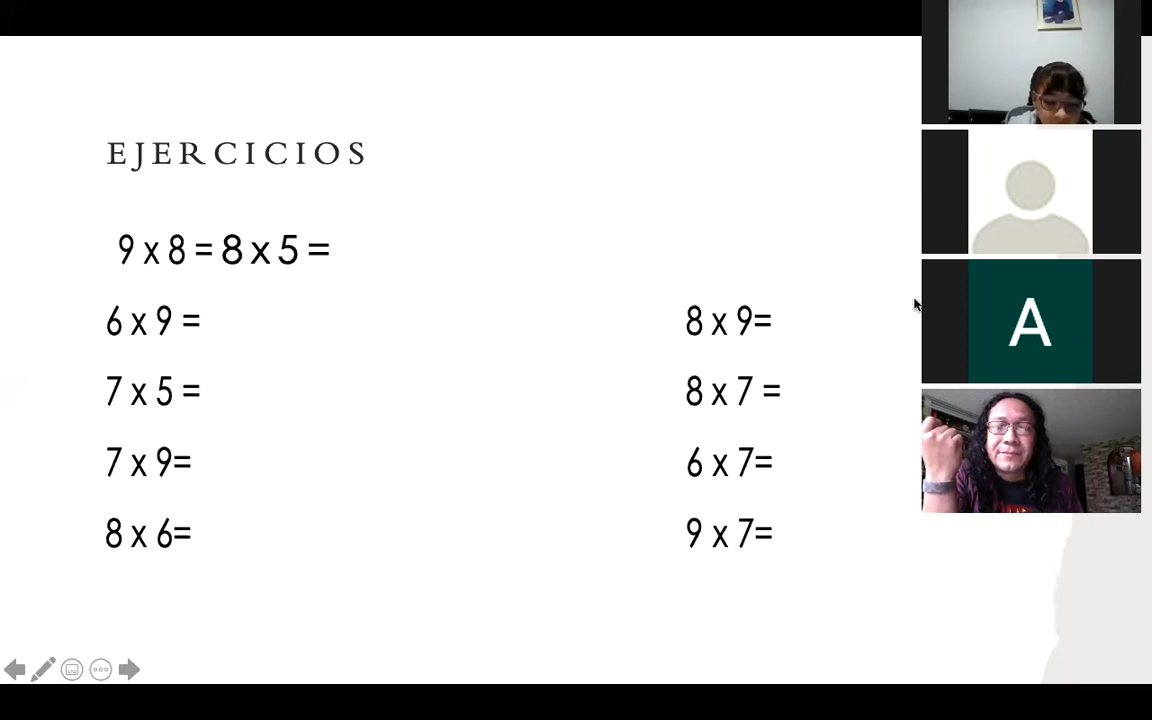 EJERCICIOS
9 x 8 = 8 x 5 =
6 x 9 =
7 x 5 =
7 x 9=
8 x 6=
8 x 9=
8 x 7 =
6 x 7=
9 x 7=
A